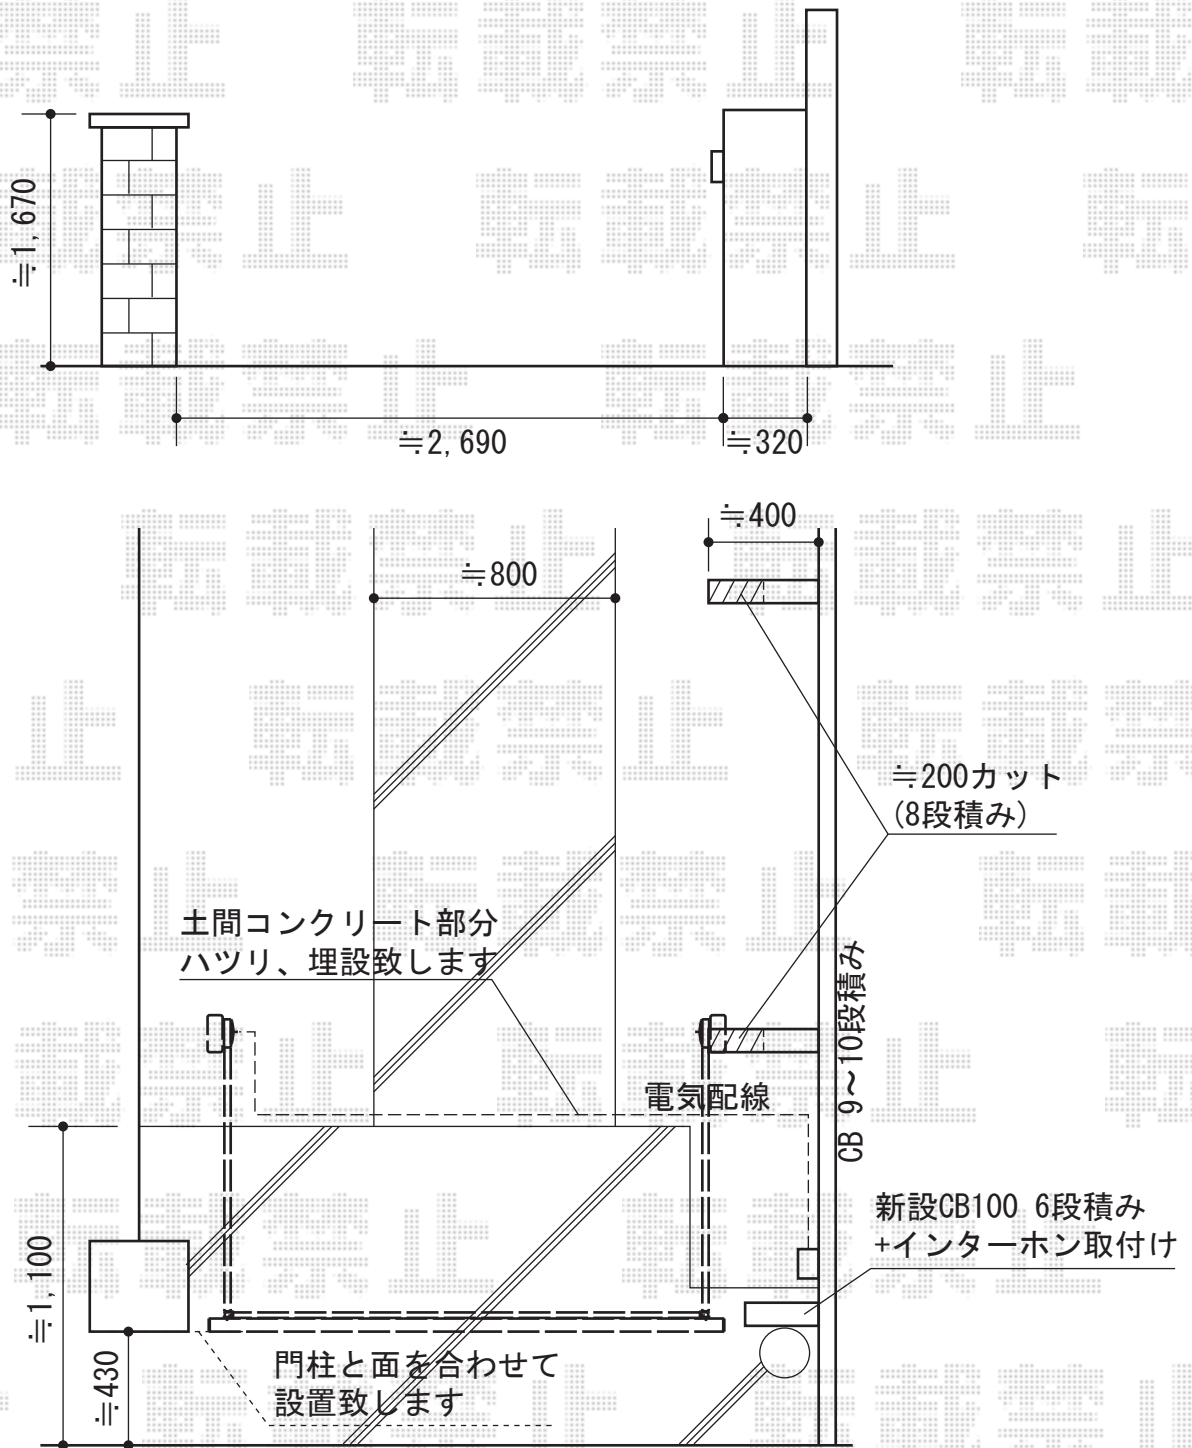 ≒1,670
≒2,690
≒320
≒400
≒800
≒200カット
(8段積み)
土間コンクリート部分
ハツリ、埋設致します
CB 9～10段積み
電気配線
新設CB100 6段積み
+インターホン取付け
≒1,100
≒430
門柱と面を合わせて
設置致します
転載禁止